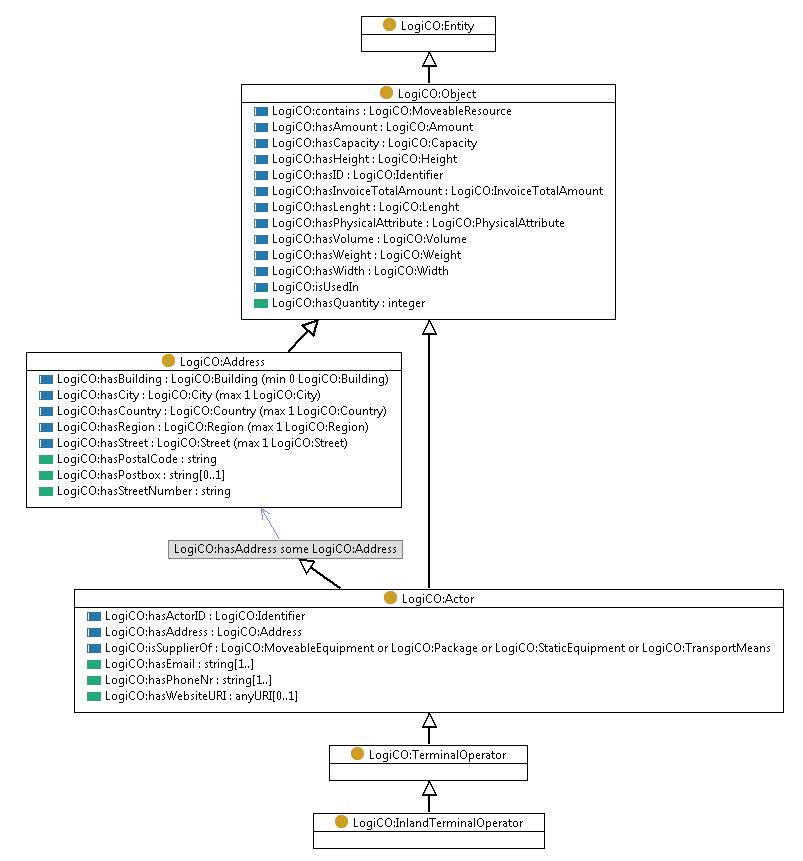 LogiCO:Entity
LogiCO:Object
LogiCO:contains : LogiCO:MoveableResource
LogiCO:hasAmount : LogiCO:Amount
LogiCO:hasCapacity : LogiCO:Capacity
LogiCO:hasHeight : LogiCO:Height
LogiCO:hasID : LogiCO:Identifier
LogiCO:hasInvoiceTotalAmount : LogiCO:InvoiceTotalAmount
LogiCO:hasLenght : LogiCO:Lenght
LogiCO:hasPhysicalAttribute : LogiCO:PhysicalAttribute
LogiCO:hasVolume : LogiCO:Volume
LogiCO:hasWeight : LogiCO:Weight
LogiCO:hasWidth : LogiCO:Width
LogiCO:isUsedIn
LogiCO:hasQuantity : integer
LogiCO:Address
LogiCO:hasBuilding : LogiCO:Building (min 0 LogiCO:Building)
LogiCO:hasCity : LogiCO:City (max 1 LogiCO:City)
LogiCO:hasCountry : LogiCO:Country (max 1 LogiCO:Country)
LogiCO:hasRegion : LogiCO:Region (max 1 LogiCO:Region)
LogiCO:hasStreet : LogiCO:Street (max 1 LogiCO:Street)
LogiCO:hasPostalCode : string
LogiCO:hasPostbox : string[0..1]
LogiCO:hasStreetNumber : string
LogiCO:hasAddress some LogiCO:Address
LogiCO:Actor
LogiCO:hasActorID : LogiCO:Identifier
LogiCO:hasAddress : LogiCO:Address
LogiCO:isSupplierOf : LogiCO:MoveableEquipment or LogiCO:Package or LogiCO:StaticEquipment or LogiCO:TransportMeans
LogiCO:hasEmail : string[1..]
LogiCO:hasPhoneNr : string[1..]
LogiCO:hasWebsiteURI : anyURI[0..1]
LogiCO:TerminalOperator
LogiCO:InlandTerminalOperator